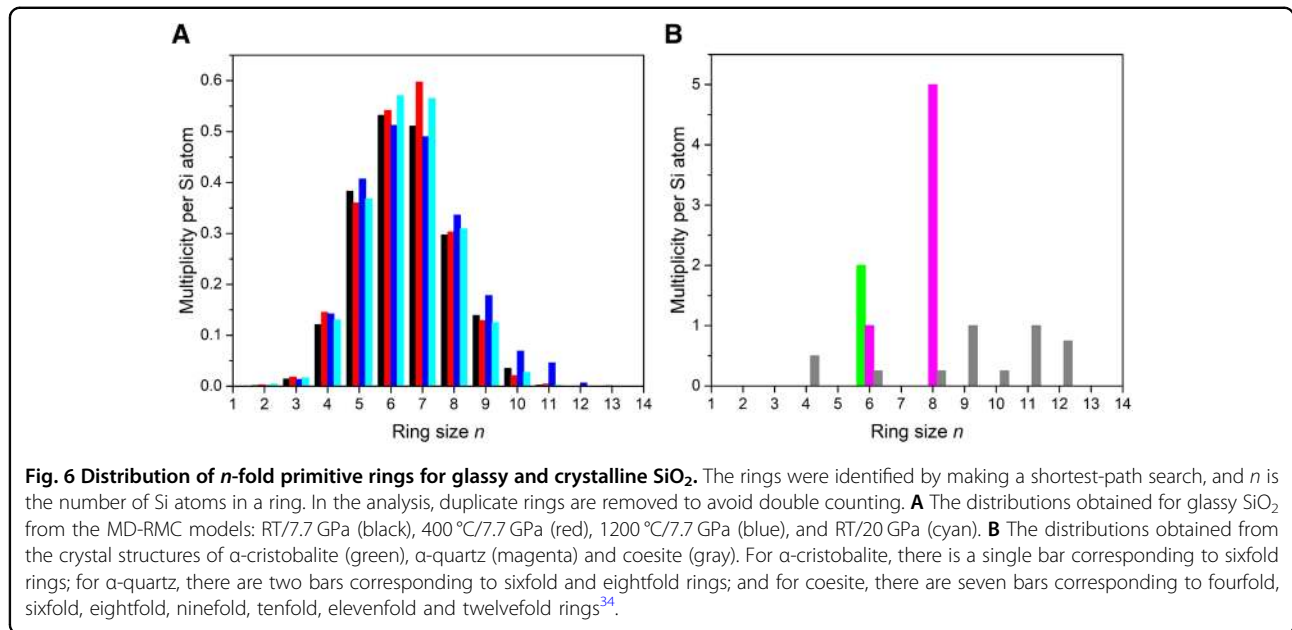 A
B
Multiplicity per Si atom
0.6
0.5
0.4
0.3
0.2
0.1
0.0
1 2 3 4 5 6 7 8 9 10 11 12 13 14
Ring size n
Multiplicity per Si atom
5
4
3
2
1
0
1 2 3 4 5 6 7 8 9 10 11 12 13 14
Ring size n
Fig. 6 Distribution of n-fold primitive rings for glassy and crystalline SiO₂. The rings were identified by making a shortest-path search, and n is
the number of Si atoms in a ring. In the analysis, duplicate rings are removed to avoid double counting. A The distributions obtained for glassy SiO₂
from the MD-RMC models: RT/7.7 GPa (black), 400 °C/7.7 GPa (red), 1200 °C/7.7 GPa (blue), and RT/20 GPa (cyan). B The distributions obtained from
the crystal structures of α-cristobalite (green), α-quartz (magenta) and coesite (gray). For α-cristobalite, there is a single bar corresponding to sixfold
rings; for α-quartz, there are two bars corresponding to sixfold and eightfold rings; and for coesite, there are seven bars corresponding to fourfold,
sixfold, eightfold, ninefold, tenfold, elevenfold and twelvefold rings³⁴.